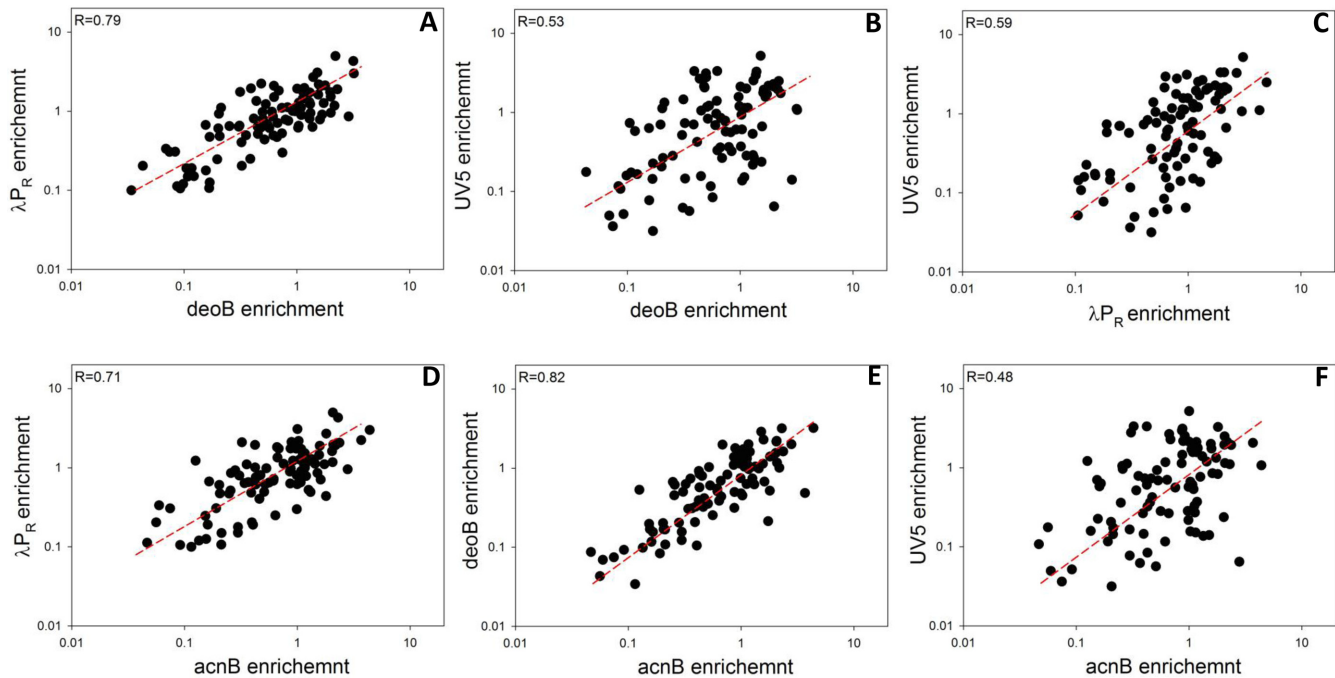 R=0.79
A
10
1
0.1
0.01
λPR enrichemnt
0.01
0.1
1
10
deoB enrichment
R=0.53
B
10
1
0.1
0.01
UV5 enrichemnt
0.01
0.1
1
10
deoB enrichment
R=0.59
C
10
1
0.1
0.01
UV5 enrichment
0.1
1
10
λPR enrichment
R=0.71
D
10
1
0.1
0.01
λPR enrichment
0.01
0.1
1
10
acnB enrichemnt
R=0.82
E
10
1
0.1
0.01
deoB enrichment
0.01
0.1
1
10
acnB enrichemnt
R=0.48
F
10
1
0.1
0.01
UV5 enrichment
0.01
0.1
1
10
acnB enrichemnt